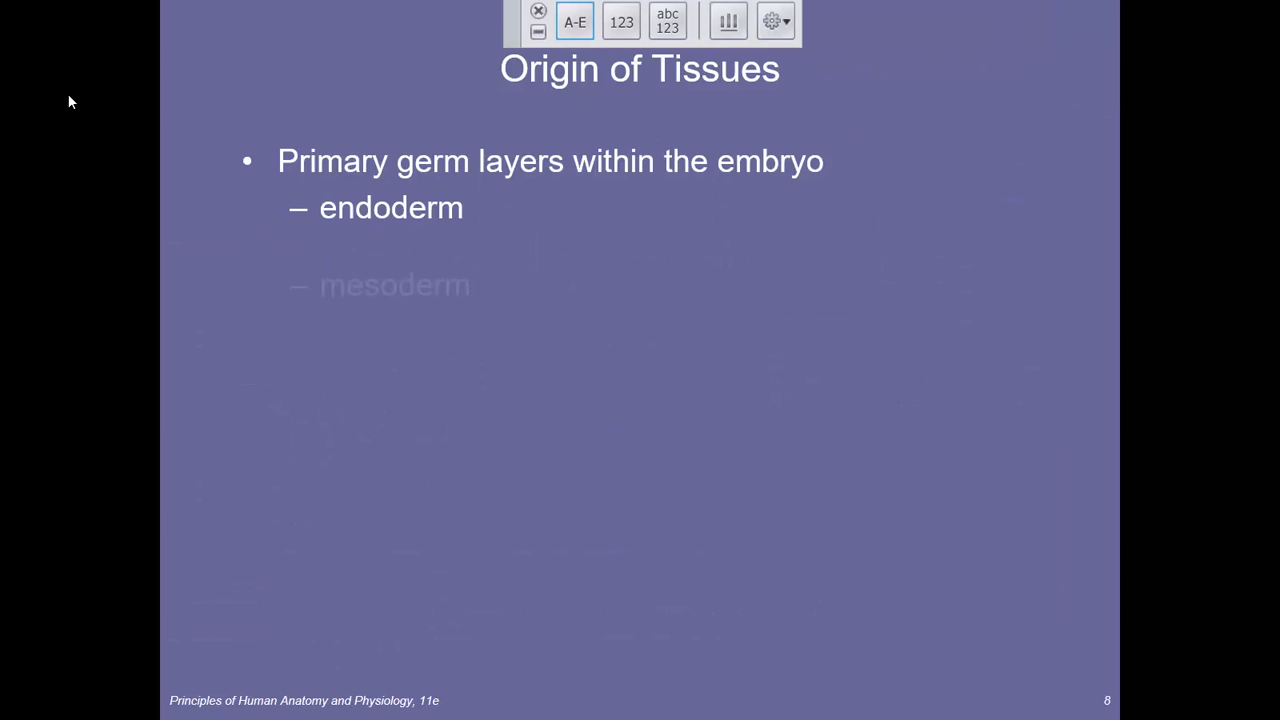 A-E
123
abc
123
Origin of Tissues
• Primary germ layers within the embryo
– endoderm
– mesoderm
Principles of Human Anatomy and Physiology, 11e
8